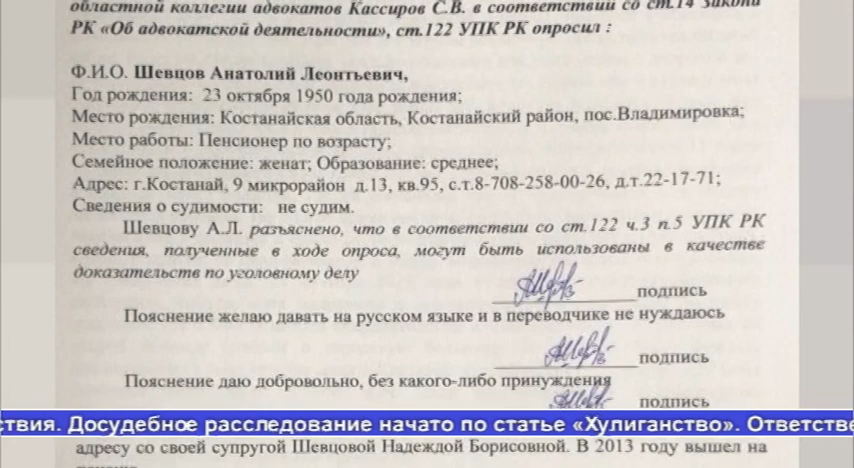 областной коллегии адвокатов Кассиров С.В. в соответствии со ст.14 Закона
РК «Об адвокатской деятельности», ст.122 УПК РК опросил :
Ф.И.О. Шевцов Анатолий Леонтьевич,
Год рождения: 23 октября 1950 года рождения;
Место рождения: Костанайская область, Костанайский район, пос.Владимировка;
Место работы: Пенсионер по возрасту;
Семейное положение: женат; Образование: среднее;
Адрес: г.Костанай, 9 микрорайон д.13, кв.95, с.т.8-708-258-00-26, д.т.22-17-71;
Сведения о судимости: не судим.
Шевцову А.Л. разъяснено, что в соответствии со ст.122 ч.3 п.5 УПК РК
сведения, полученные в ходе опроса, могут быть использованы в качестве
доказательств по уголовному делу
подпись
Пояснение желаю давать на русском языке и в переводчике не нуждаюсь
подпись
Пояснение даю добровольно, без какого-либо принуждения
подпись
ствия. Досудебное расследование начато по статье «Хулиганство». Ответстве
адресу со своей супругой Шевцовой Надеждой Борисовной. В 2013 году вышел на